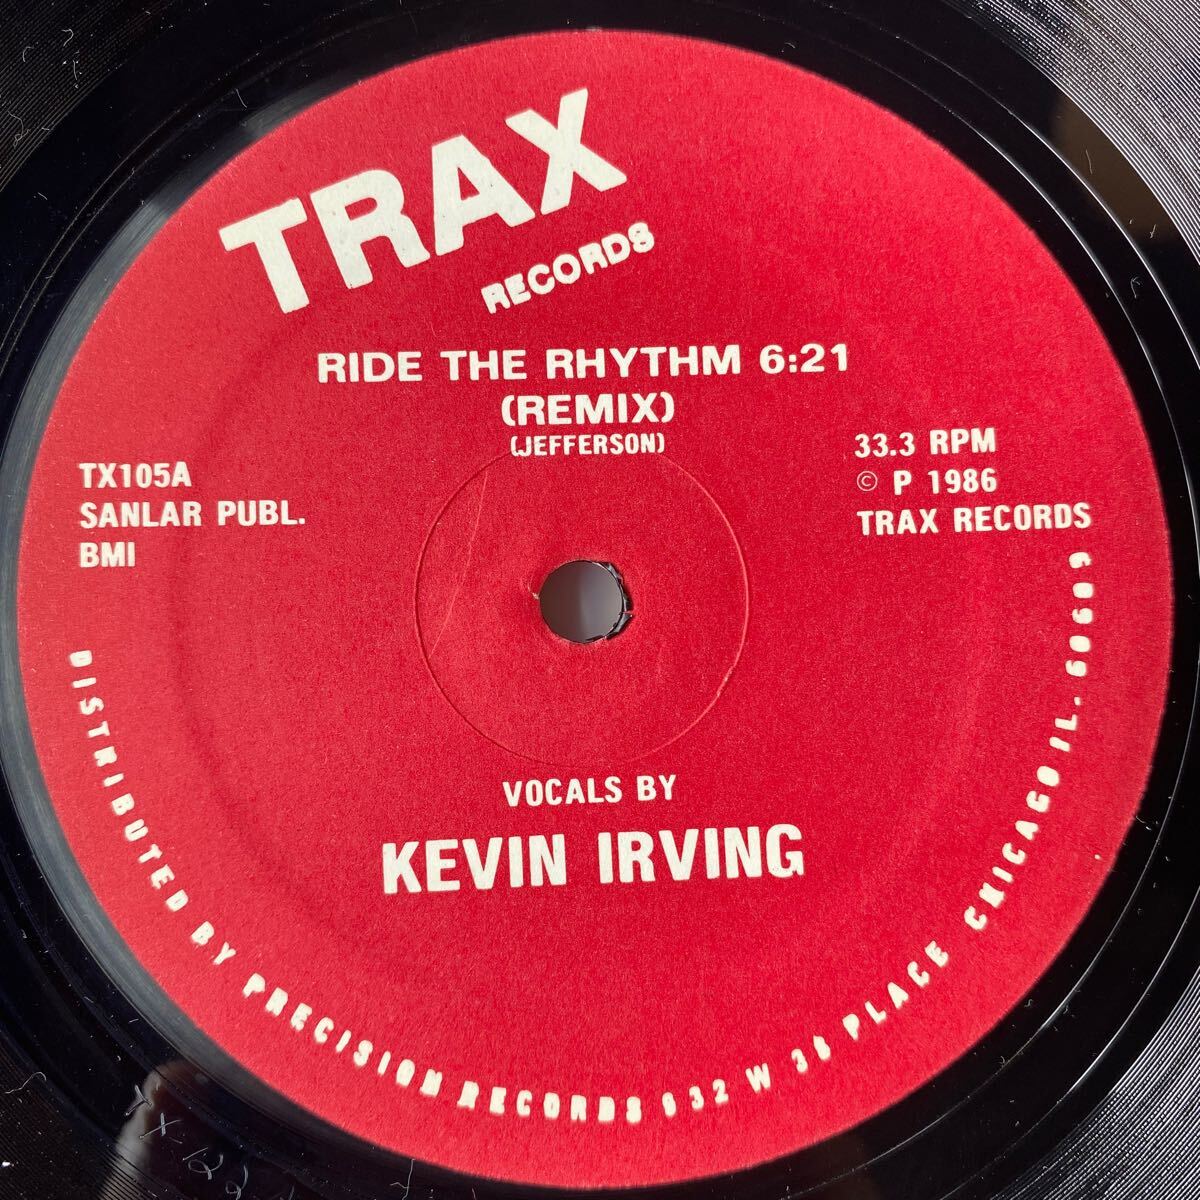 TRAX
RECORDS
RIDE THE RHYTHM 6:21
(REMIX)
(JEFFERSON)
TX105A
SANLAR PUBL.
BMI
33.3 RPM
© P 1986
TRAX RECORDS
VOCALS BY
KEVIN IRVING
DISTRIBUTED BY PRECISION RECORDS 932 W 38 PLACE CHICAGO IL. 60609